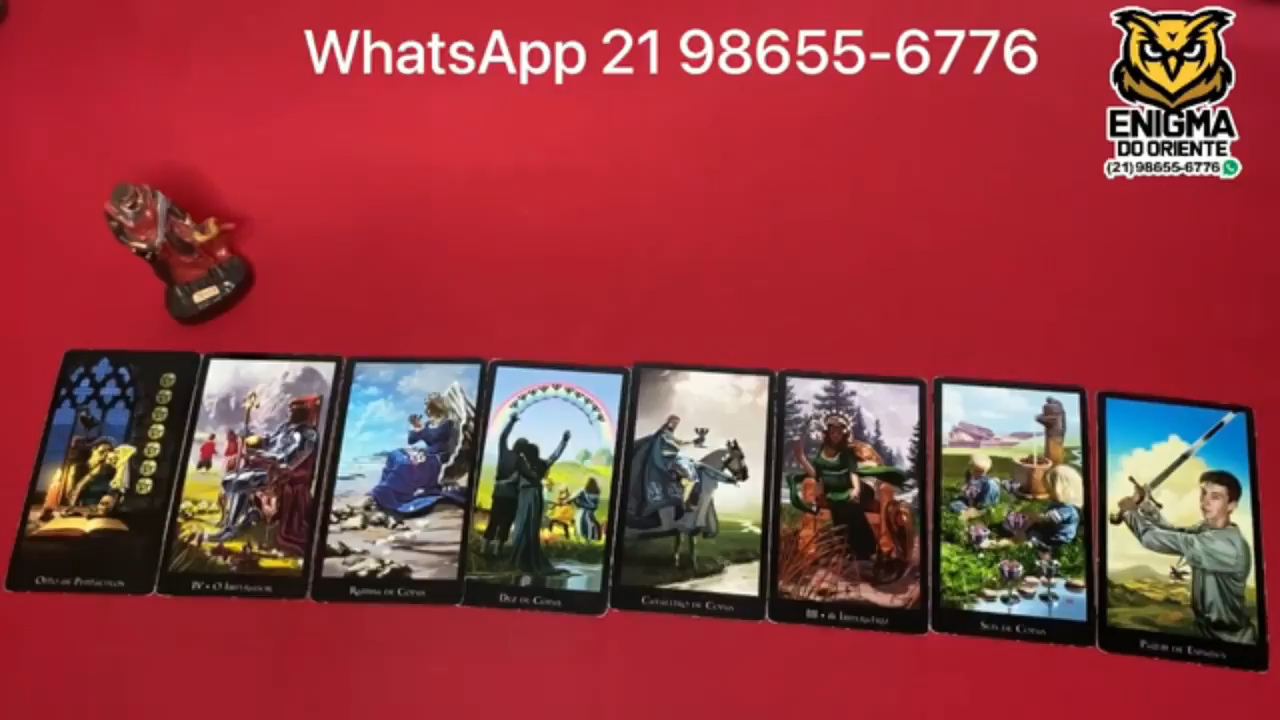 WhatsApp 21 98655-6776
ENIGMA
DO ORIENTE
(21)98655-6776
OITO DE PENTÁCULOS
IV • O IMPERADOR
RAINHA DE COPAS
DEZ DE COPAS
CAVALEIRO DE COPAS
III • A IMPERATRIZ
SEIS DE COPAS
PAJEM DE ESPADAS